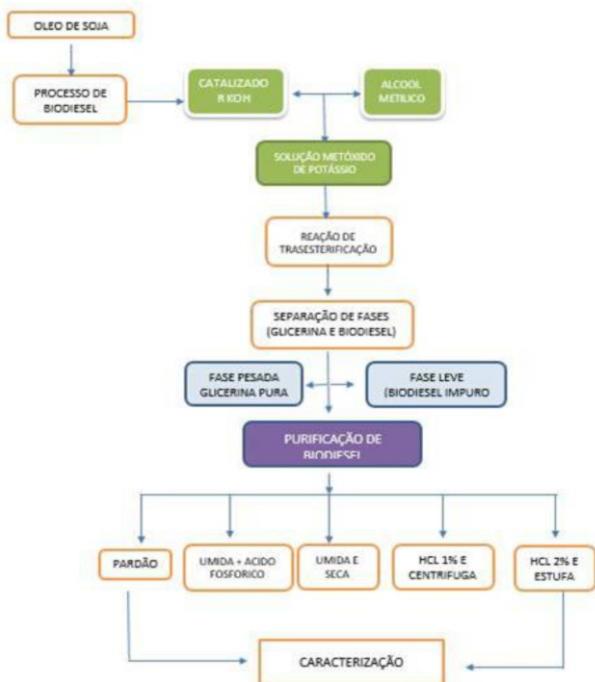 OLEO DE SOJA
PROCESSO DE
BIODIESEL
CATALIZADO
R KOH
ALCOOL
METILICO
SOLUÇÃO METÓXIDO
DE POTÁSSIO
REAÇÃO DE
TRASESTERIFICAÇÃO
SEPARAÇÃO DE FASES
(GLICERINA E BIODIESEL)
FASE PESADA
GLICERINA PURA
FASE LEVE
(BIODIESEL IMPURO
PURIFICAÇÃO DE
BIODIESEL
PARDÃO
UMIDA + ACIDO
FOSFORICO
UMIDA E
SECA
HCL 1% E
CENTRIFUGA
HCL 2% E
ESTUFA
CARACTERIZAÇÃO